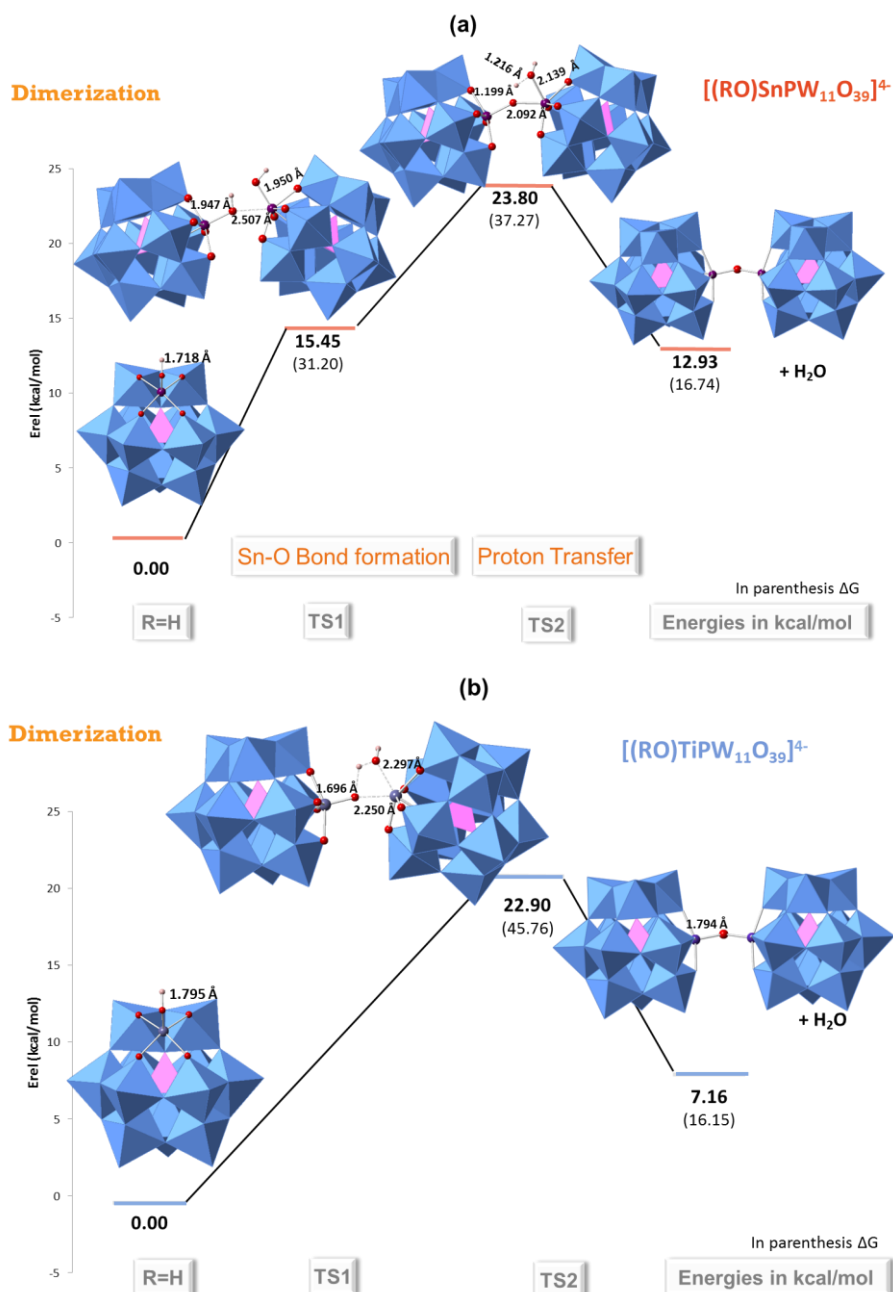 (a)
Dimerization
[(RO)SnPW11O39]4-
1.216 Å
2.139 Å
1.199 Å
2.092 Å
25
1.950 Å
1.947 Å
2.507 Å
23.80
(37.27)
20
15
15.45
(31.20)
12.93
(16.74)
+ H2O
1.718 Å
10
Erel (kcal/mol)
5
0
0.00
Sn-O Bond formation
Proton Transfer
In parenthesis ΔG
-5
R=H
TS1
TS2
Energies in kcal/mol
(b)
Dimerization
[(RO)TiPW11O39]4-
2.297Å
1.696 Å
2.250 Å
25
20
22.90
(45.76)
1.794 Å
15
+ H2O
1.795 Å
10
Erel (kcal/mol)
7.16
(16.15)
5
0
0.00
In parenthesis ΔG
-5
R=H
TS1
TS2
Energies in kcal/mol